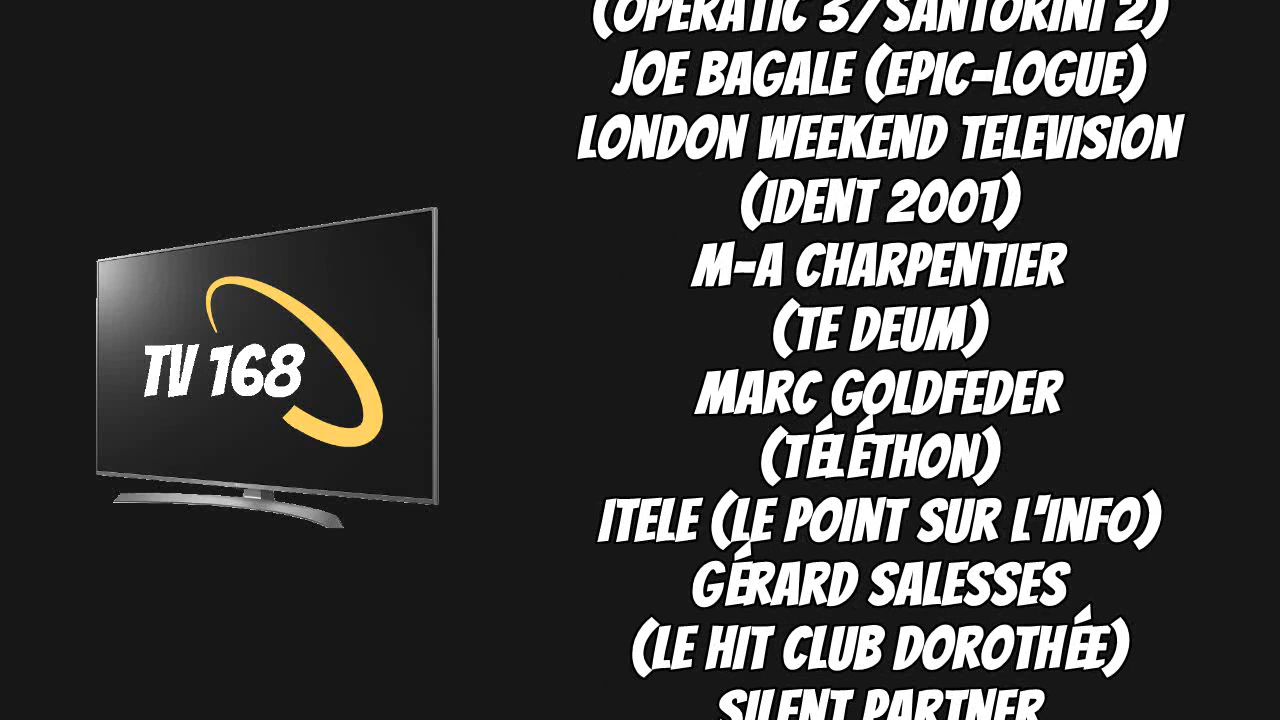 (OPERATIC 3/SANTORINI 2)
JOE BAGALE (EPIC-LOGUE)
LONDON WEEKEND TELEVISION
(IDENT 2001)
M-A CHARPENTIER
(TE DEUM)
MARC GOLDFEDER
(TÉLÉTHON)
ITELE (LE POINT SUR L'INFO)
GÉRARD SALESSES
(LE HIT CLUB DOROTHÉE)
SILENT PARTNER
TV 168